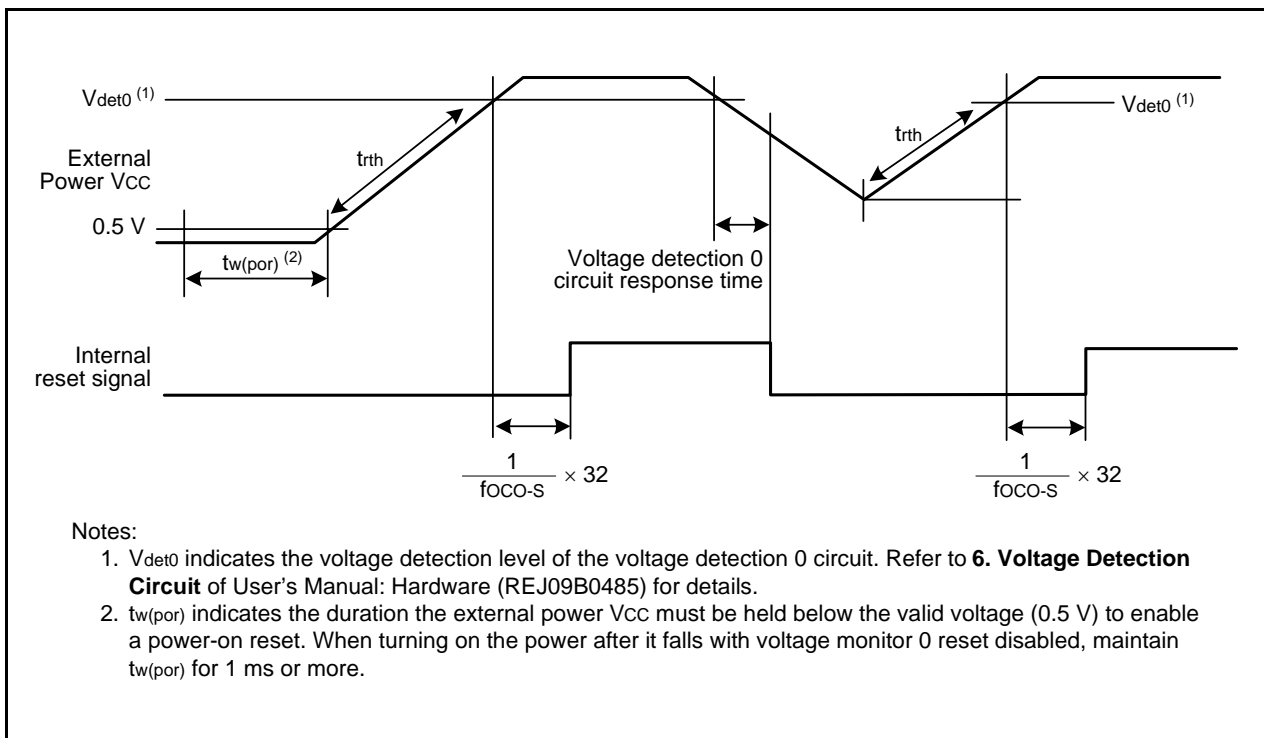 Vdet0 (1)
Vdet0 (1)
trth
trth
External
Power VCC
0.5 V
tw(por) (2)
Voltage detection 0
circuit response time
Internal
reset signal
1
fOCO-S
× 32
1
fOCO-S
× 32
Notes:
1. Vdet0 indicates the voltage detection level of the voltage detection 0 circuit. Refer to 6. Voltage Detection
Circuit of User's Manual: Hardware (REJ09B0485) for details.
2. tw(por) indicates the duration the external power VCC must be held below the valid voltage (0.5 V) to enable
a power-on reset. When turning on the power after it falls with voltage monitor 0 reset disabled, maintain
tw(por) for 1 ms or more.